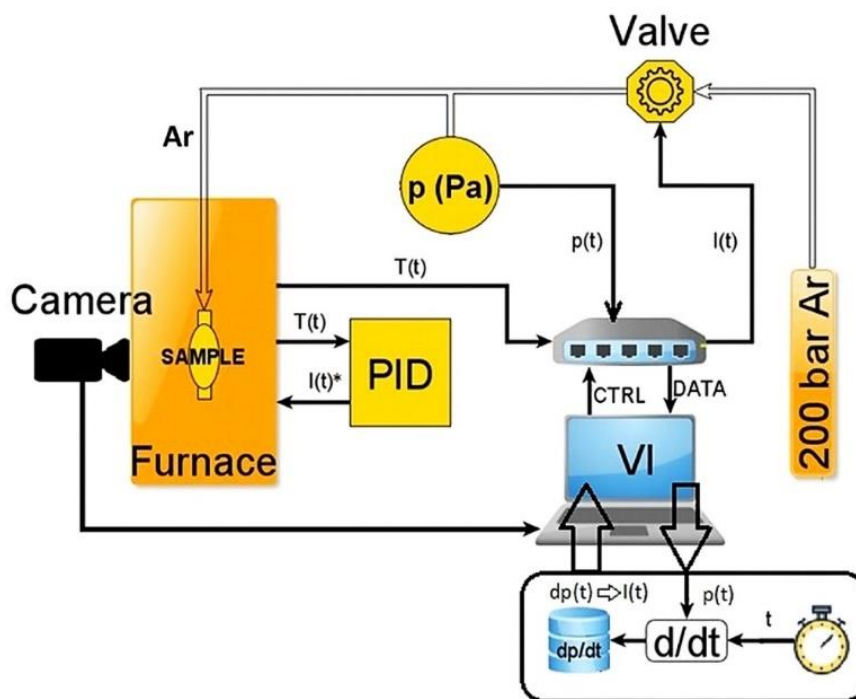 Valve
Ar
p (Pa)
p(t)
I(t)
T(t)
Camera
T(t)
SAMPLE
PID
I(t)*
CTRL
DATA
200 bar Ar
Furnace
VI
dp(t) ⇨ I(t)
p(t)
t
dp/dt
d/dt